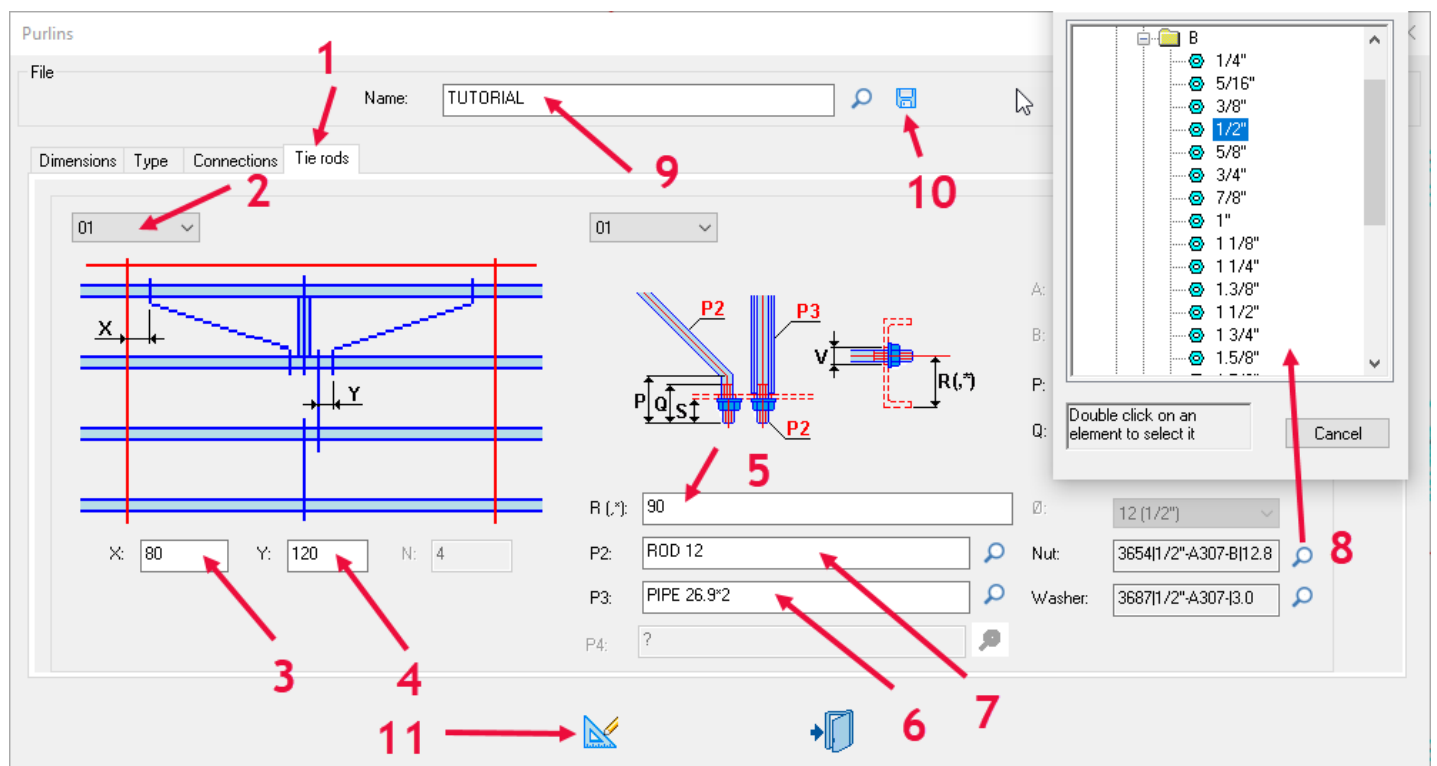 Purlins
File
1
Name: TUTORIAL
9
10
Dimensions Type Connections Tie rods
2
01
01
X
Y
P2
P3
V
R(,*)
P
Q
S
P2
5
A:
B:
P:
Q:
X: 80 Y: 120 N: 4
3
4
R (,*): 90
P2: ROD 12
P3: PIPE 26.9*2
P4: ?
6
7
Ø: 12 (1/2")
Nut: 3654|1/2"-A307-B|12.8
8
Washer: 3687|1/2"-A307-|3.0
11
B
1/4"
5/16"
3/8"
1/2"
5/8"
3/4"
7/8"
1"
1 1/8"
1 1/4"
1.3/8"
1 1/2"
1 3/4"
1.5/8"
Double click on an
element to select it
Cancel